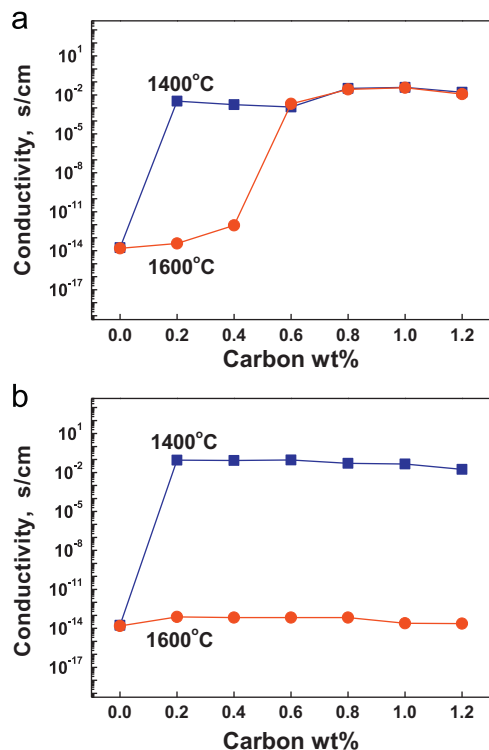 a
Conductivity, s/cm
10^1
10^-2
10^-5
10^-8
10^-11
10^-14
10^-17
1400°C
1600°C
0.0 0.2 0.4 0.6 0.8 1.0 1.2
Carbon wt%
b
Conductivity, s/cm
10^1
10^-2
10^-5
10^-8
10^-11
10^-14
10^-17
1400°C
1600°C
0.0 0.2 0.4 0.6 0.8 1.0 1.2
Carbon wt%